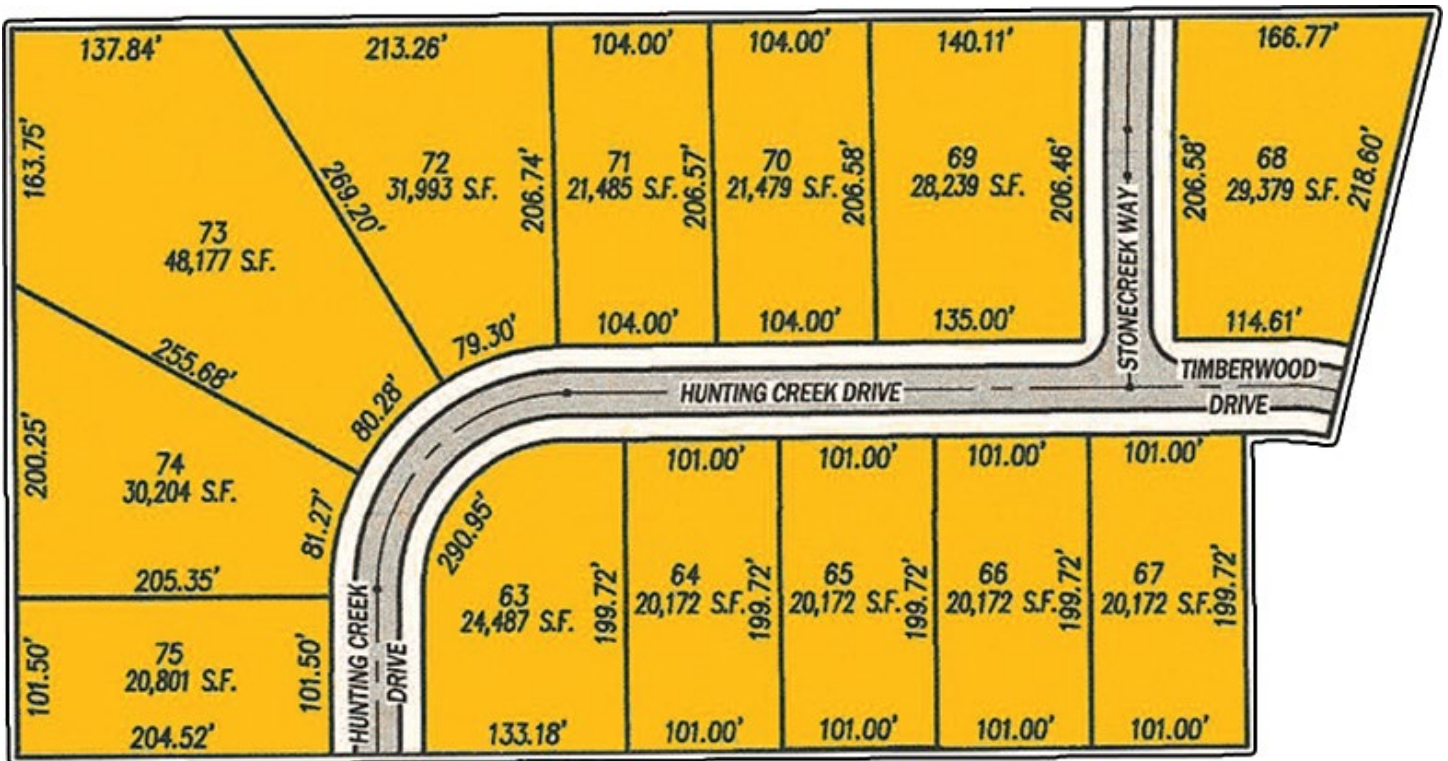 137.84'
213.26'
104.00'
104.00'
140.11'
166.77'
163.75'
269.20'
72
31,993 S.F.
206.74'
71
21,485 S.F.
206.57'
70
21,479 S.F.
206.58'
69
28,239 S.F.
206.46'
STONECREEK WAY
206.58'
68
29,379 S.F.
218.60'
73
48,177 S.F.
79.30'
104.00'
104.00'
135.00'
114.61'
255.68'
80.28'
HUNTING CREEK DRIVE
TIMBERWOOD
DRIVE
200.25'
74
30,204 S.F.
81.27'
205.35'
290.95'
101.00'
101.00'
101.00'
101.00'
63
24,487 S.F.
199.72'
64
20,172 S.F.
199.72'
65
20,172 S.F.
199.72'
66
20,172 S.F.
199.72'
67
20,172 S.F.
199.72'
101.50'
75
20,801 S.F.
101.50'
HUNTING CREEK
DRIVE
204.52'
133.18'
101.00'
101.00'
101.00'
101.00'